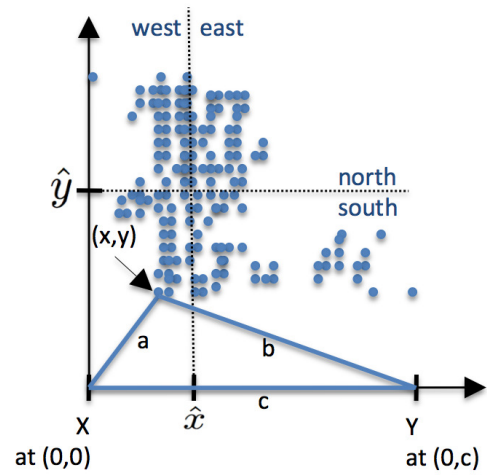 west east
ŷ
north
south
(x,y)
a
b
c
X
x̂
Y
at (0,0)
at (0,c)